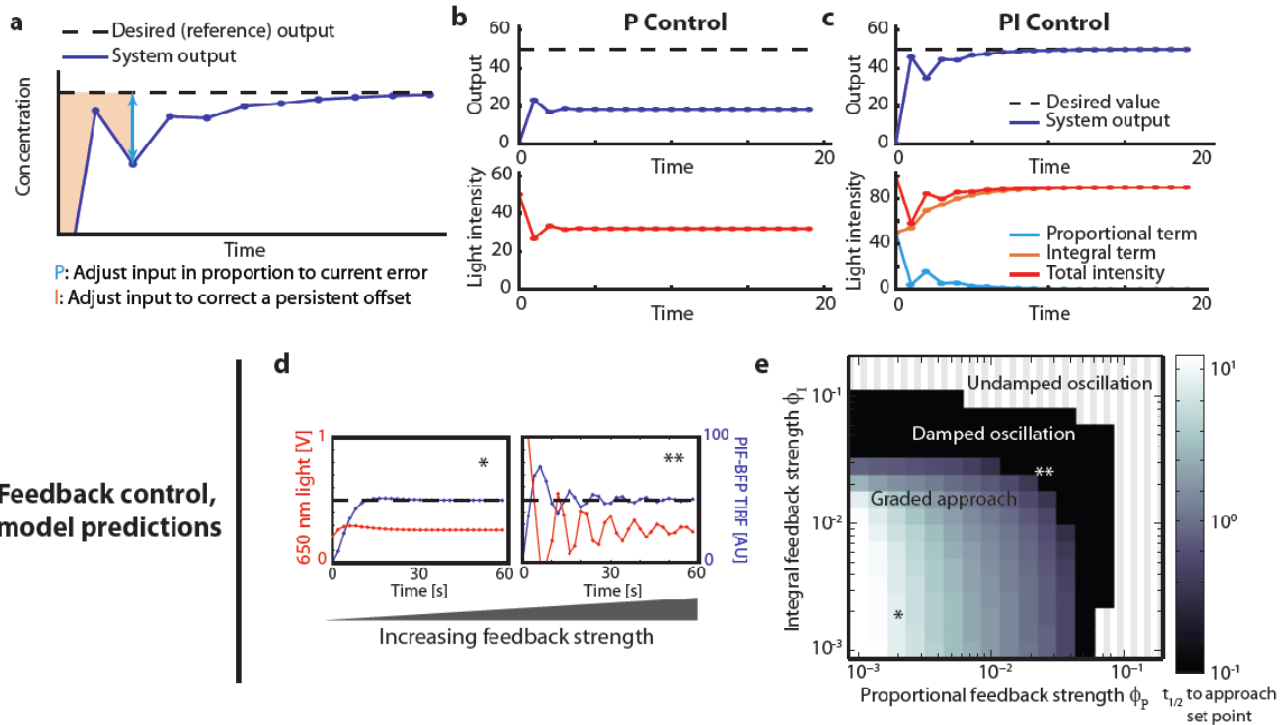 a
Desired (reference) output
System output
Concentration
Time
P: Adjust input in proportion to current error
I: Adjust input to correct a persistent offset
b
P Control
60
40
20
0
Output
0
20
Time
60
40
20
0
Light intensity
0
20
Time
c
PI Control
60
40
20
0
Output
Desired value
System output
0
20
Time
80
40
0
Light intensity
Proportional term
Integral term
Total intensity
0
20
Time
Feedback control,
model predictions
d
650 nm light [V]
1
0
*
0
30
60
Time [s]
**
100
0
PIF-BFP TIRF [AU]
0
30
60
Time [s]
Increasing feedback strength
e
Integral feedback strength ϕI
10⁻¹
10⁻²
10⁻³
Undamped oscillation
Damped oscillation
**
Graded approach
*
10⁻³
10⁻²
10⁻¹
Proportional feedback strength ϕP
10¹
10⁰
10⁻¹
t1/2 to approach
set point